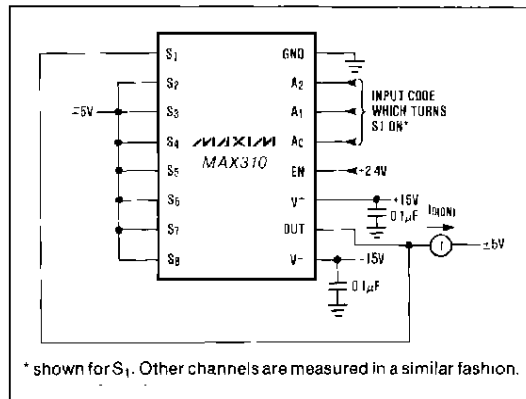 S1 GND
S2 A2
S3 A1
S4 A0
S5 EN
S6 V+
S7 OUT
S8 V−
∓5V
MAXIM
MAX310
INPUT CODE
WHICH TURNS
S1 ON*
+2.4V
+15V
0.1µF
ID(ON)
I
±5V
−15V
0.1µF
* shown for S1. Other channels are measured in a similar fashion.